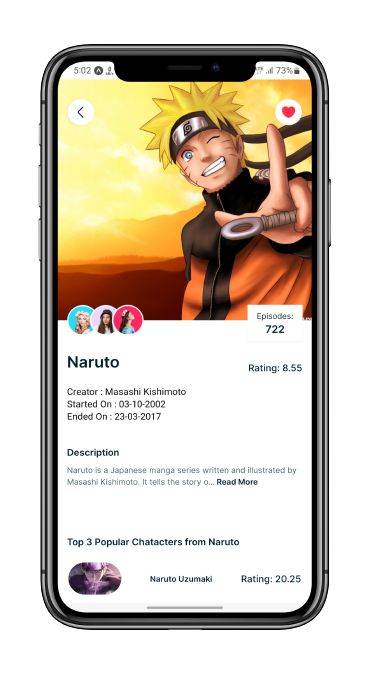 5:02
73%
Episodes:
722
Naruto
Rating: 8.55
Creator : Masashi Kishimoto
Started On : 03-10-2002
Ended On : 23-03-2017
Description
Naruto is a Japanese manga series written and illustrated by
Masashi Kishimoto. It tells the story o... Read More
Top 3 Popular Chatacters from Naruto
Naruto Uzumaki
Rating: 20.25